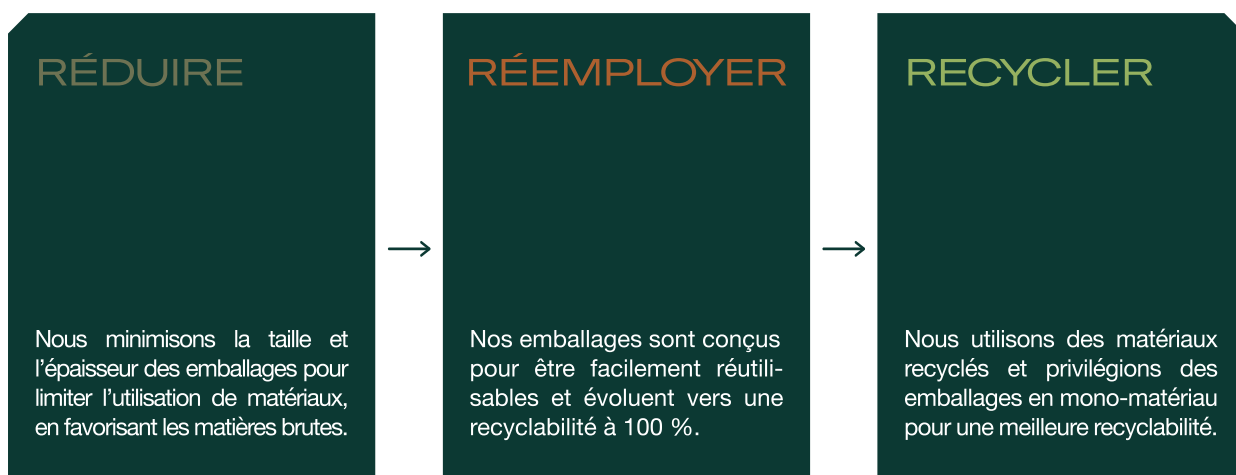 RÉDUIRE
Nous minimisons la taille et
l’épaisseur des emballages pour
limiter l’utilisation de matériaux,
en favorisant les matières brutes.
RÉEMPLOYER
Nos emballages sont conçus
pour être facilement réutili-
sables et évoluent vers une
recyclabilité à 100 %.
RECYCLER
Nous utilisons des matériaux
recyclés et privilégions des
emballages en mono-matériau
pour une meilleure recyclabilité.